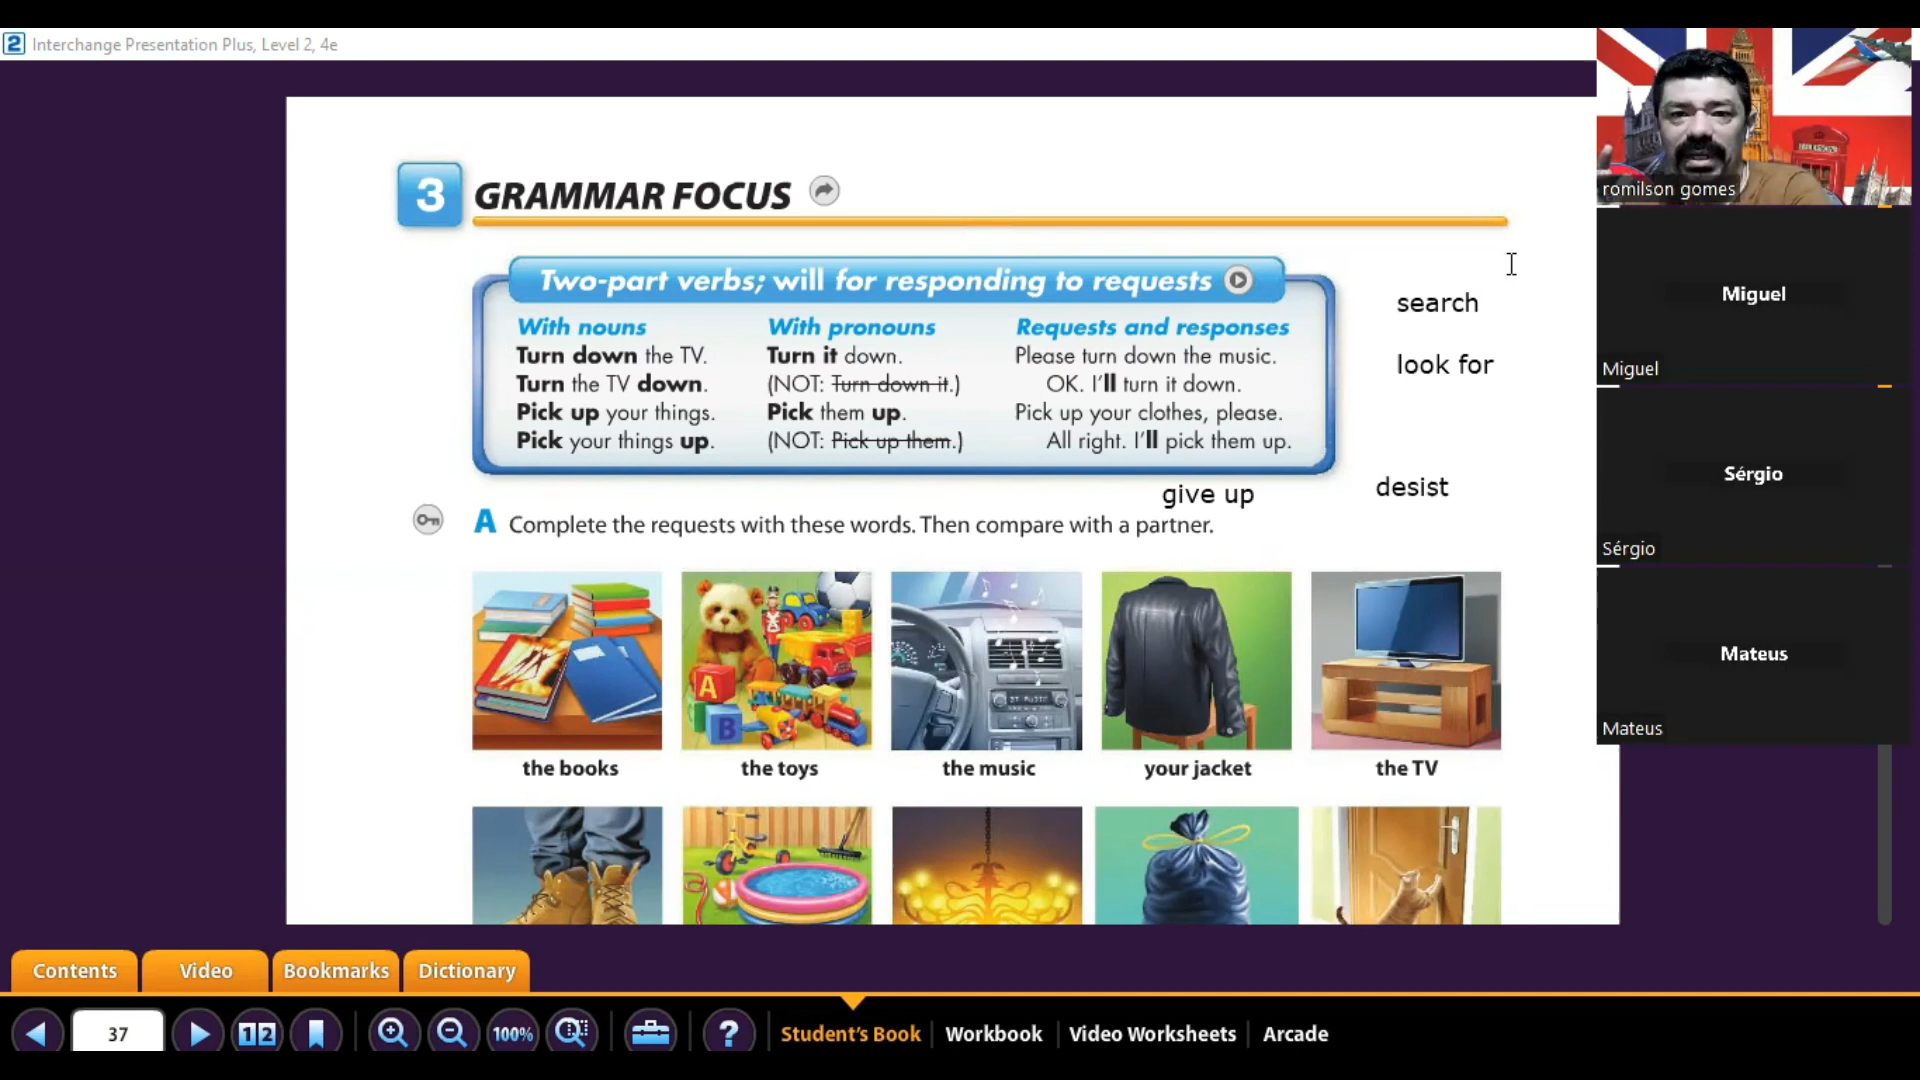 2 Interchange Presentation Plus, Level 2, 4e
romilson gomes
3 GRAMMAR FOCUS
Two-part verbs; will for responding to requests
With nouns
Turn down the TV.
Turn the TV down.
Pick up your things.
Pick your things up.
With pronouns
Turn it down.
(NOT: Turn down it.)
Pick them up.
(NOT: Pick up them.)
Requests and responses
Please turn down the music.
OK. I'll turn it down.
Pick up your clothes, please.
All right. I'll pick them up.
search
look for
give up
desist
A Complete the requests with these words. Then compare with a partner.
A
B
the books
the toys
the music
your jacket
the TV
Miguel
Miguel
Sérgio
Sérgio
Mateus
Mateus
Contents
Video
Bookmarks
Dictionary
37
1 2
100%
?
Student's Book
Workbook
Video Worksheets
Arcade